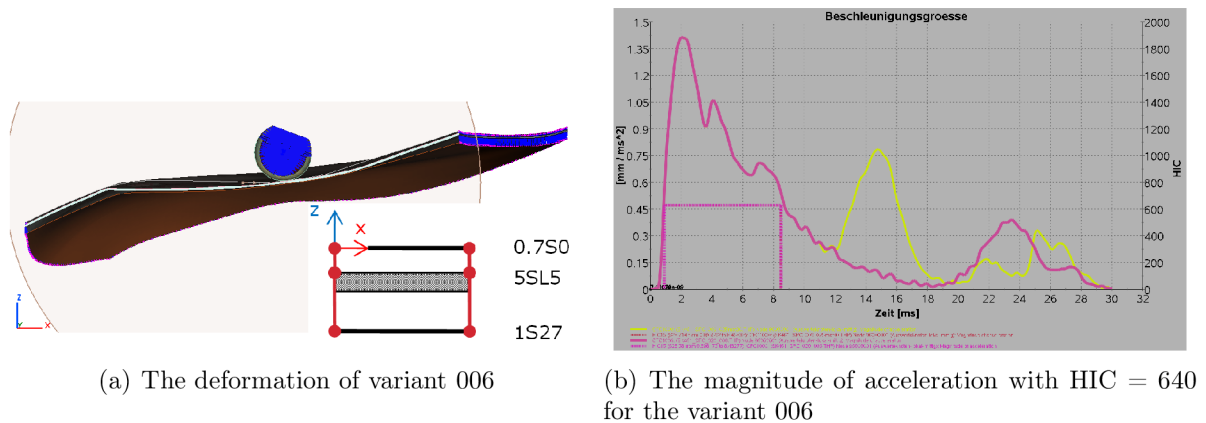 Beschleunigungsgroesse
1.5
1.35
1.2
1.05
0.9
0.75
0.6
0.45
0.3
0.15
0
[mm / ms^2]
2000
1800
1600
1400
1200
1000
800
600
400
200
0
HIC
0 2 4 6 8 10 12 14 16 18 20 22 24 26 28 30 32
Zeit [ms]
Z
X
0.7S0
5SL5
1S27
Z
Y X
(a) The deformation of variant 006
(b) The magnitude of acceleration with HIC = 640
for the variant 006